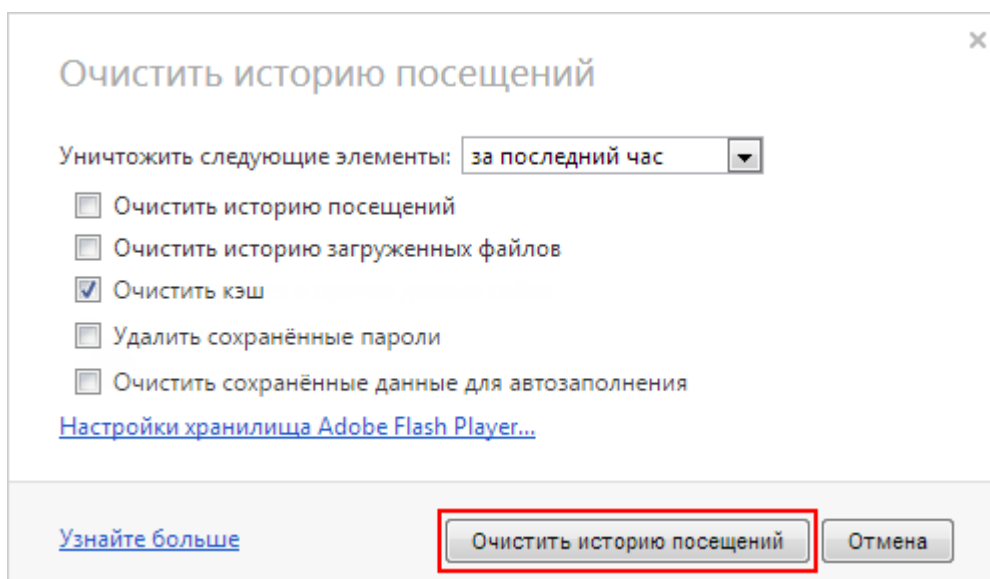 Очистить историю посещений
Уничтожить следующие элементы: за последний час
Очистить историю посещений
Очистить историю загруженных файлов
Очистить кэш
Удалить сохранённые пароли
Очистить сохранённые данные для автозаполнения
Настройки хранилища Adobe Flash Player...
Узнайте больше Очистить историю посещений Отмена